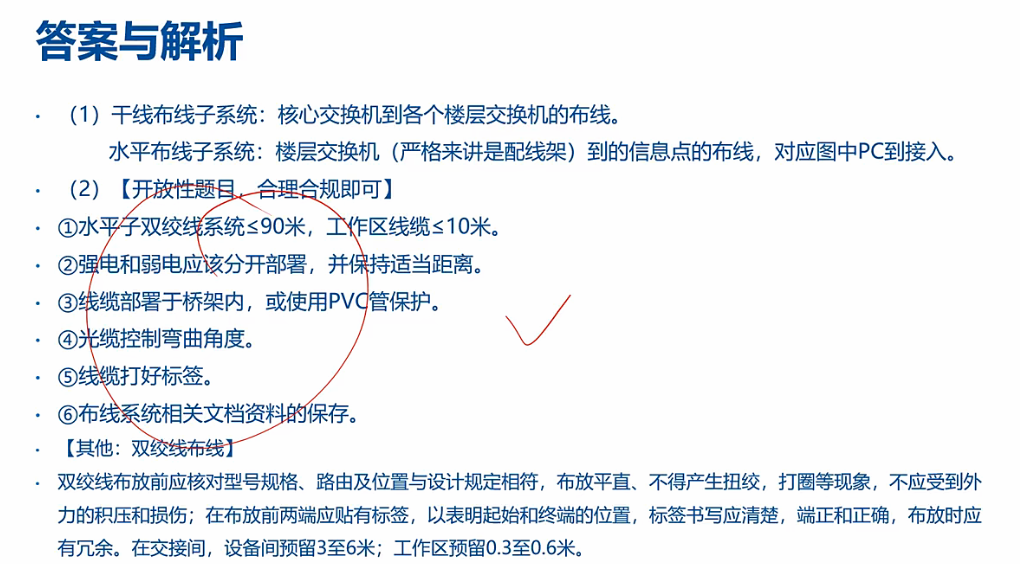 答案与解析
• （1）干线布线子系统：核心交换机到各个楼层交换机的布线。
水平布线子系统：楼层交换机（严格来讲是配线架）到的信息点的布线，对应图中PC到接入。
• （2）【开放性题目，合理合规即可】
• ①水平子双绞线系统≤90米，工作区线缆≤10米。
• ②强电和弱电应该分开部署，并保持适当距离。
• ③线缆部署于桥架内，或使用PVC管保护。
• ④光缆控制弯曲角度。
• ⑤线缆打好标签。
• ⑥布线系统相关文档资料的保存。
• 【其他：双绞线布线】
• 双绞线布放前应核对型号规格、路由及位置与设计规定相符，布放平直、不得产生扭绞，打圈等现象，不应受到外
力的积压和损伤；在布放前两端应贴有标签，以表明起始和终端的位置，标签书写应清楚，端正和正确，布放时应
有冗余。在交接间，设备间预留3至6米；工作区预留0.3至0.6米。